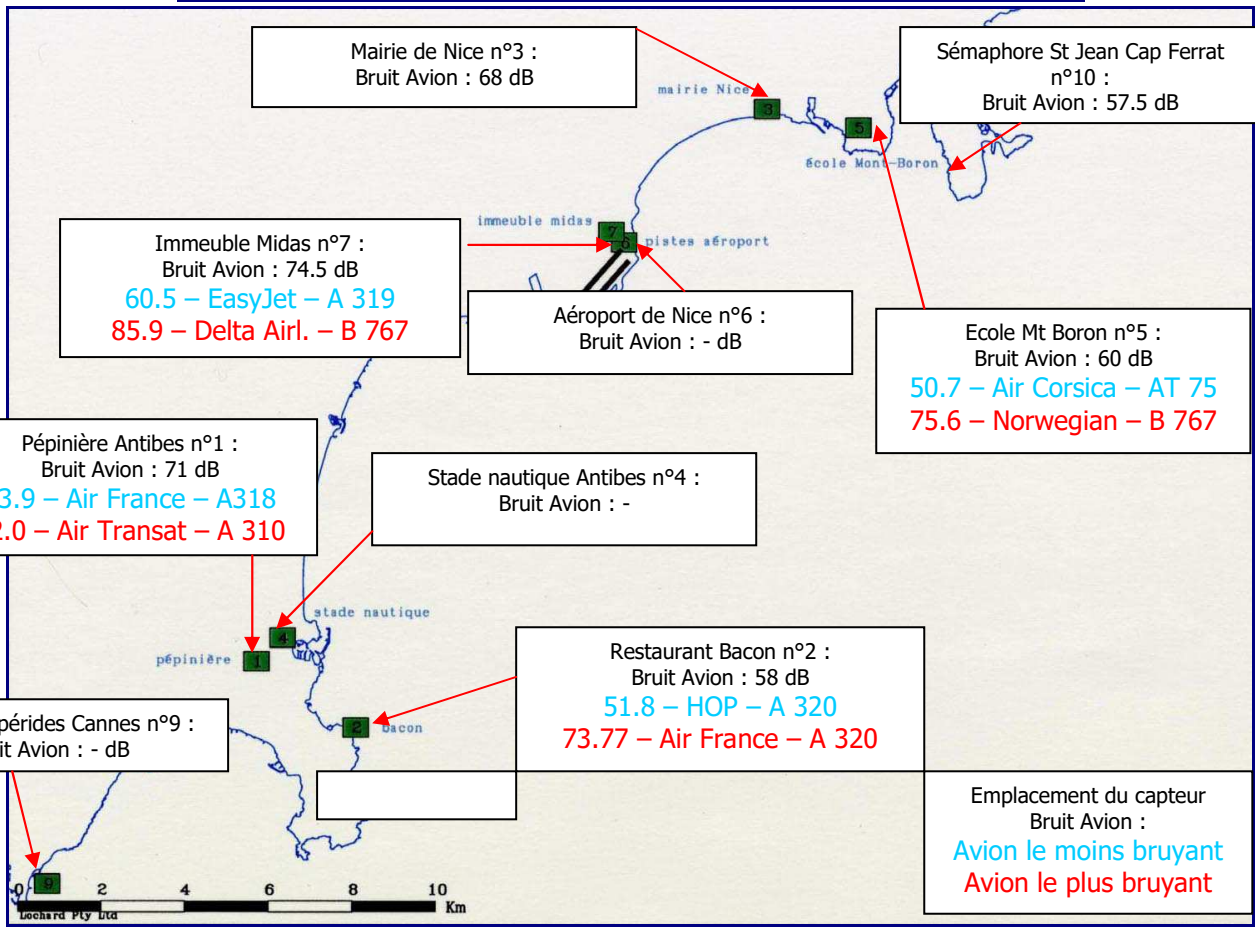 Mairie de Nice n°3 :
Bruit Avion : 68 dB
Sémaphore St Jean Cap Ferrat
n°10 :
Bruit Avion : 57.5 dB
mairie Nice
3
5
école Mont-Boron
immeuble midas
7
6
pistes aéroport
Immeuble Midas n°7 :
Bruit Avion : 74.5 dB
60.5 – EasyJet – A 319
85.9 – Delta Airl. – B 767
Aéroport de Nice n°6 :
Bruit Avion : - dB
Ecole Mt Boron n°5 :
Bruit Avion : 60 dB
50.7 – Air Corsica – AT 75
75.6 – Norwegian – B 767
Pépinière Antibes n°1 :
Bruit Avion : 71 dB
3.9 – Air France – A318
2.0 – Air Transat – A 310
Stade nautique Antibes n°4 :
Bruit Avion : -
stade nautique
4
pépinière
1
Restaurant Bacon n°2 :
Bruit Avion : 58 dB
51.8 – HOP – A 320
73.77 – Air France – A 320
2
bacon
pérides Cannes n°9 :
it Avion : - dB
Emplacement du capteur
Bruit Avion :
Avion le moins bruyant
Avion le plus bruyant
9
0 2 4 6 8 10
Km
Lochard Pty Ltd